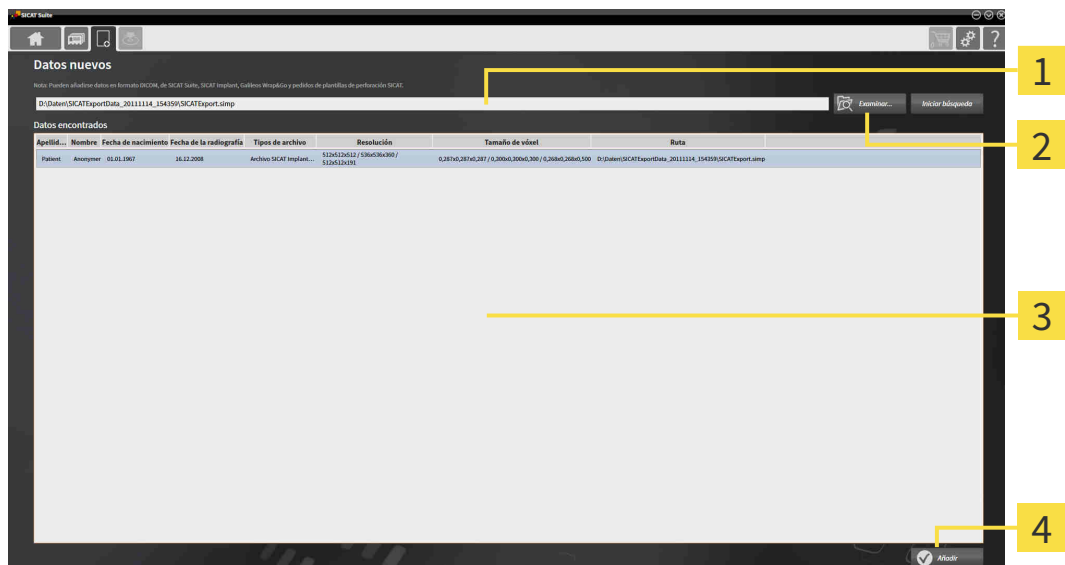 SICAT Suite
Datos nuevos
Nota: Pueden añadirse datos en formato DICOM, de SICAT Suite, SICAT Implant, Galileos Wrap&Go y pedidos de plantillas de perforación SICAT.
D:\Daten\SICATExportData_20111114_154359\SICATExport.simp
Examinar...
Iniciar búsqueda
Datos encontrados
Apellid... Nombre Fecha de nacimiento Fecha de la radiografía Tipos de archivo Resolución Tamaño de vóxel Ruta
Patient Anonymer 01.01.1967 16.12.2008 Archivo SICAT Implant... 512x512x512 / 536x536x360 / 512x512x191 0,287x0,287x0,287 / 0,300x0,300x0,300 / 0,268x0,268x0,500 D:\Daten\SICATExportData_20111114_154359\SICATExport.simp
Añadir
?
1
2
3
4